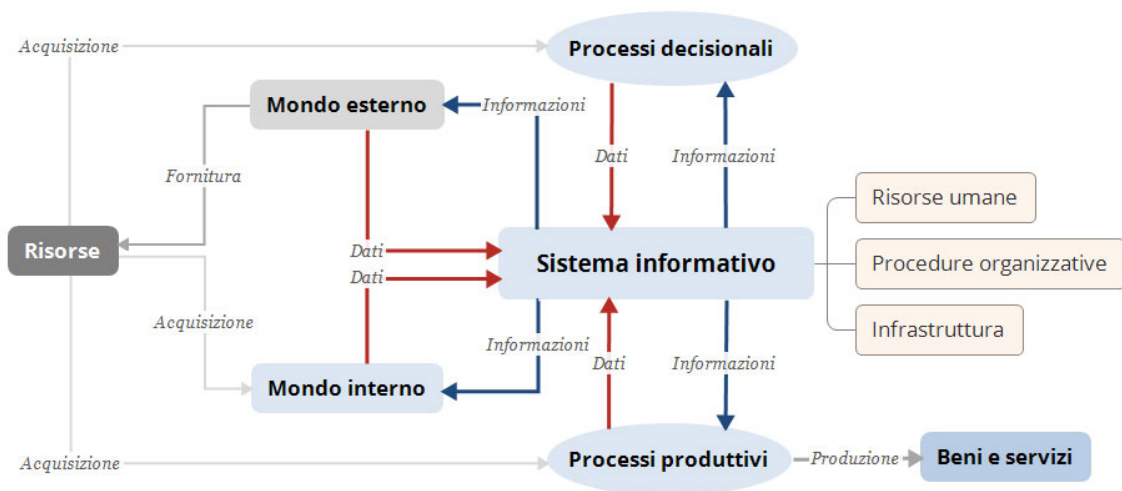 Acquisizione
Processi decisionali
Mondo esterno
Informazioni
Dati
Informazioni
Fornitura
Risorse umane
Risorse
Dati
Sistema informativo
Procedure organizzative
Dati
Acquisizione
Informazioni
Dati
Informazioni
Infrastruttura
Mondo interno
Acquisizione
Processi produttivi
Produzione
Beni e servizi